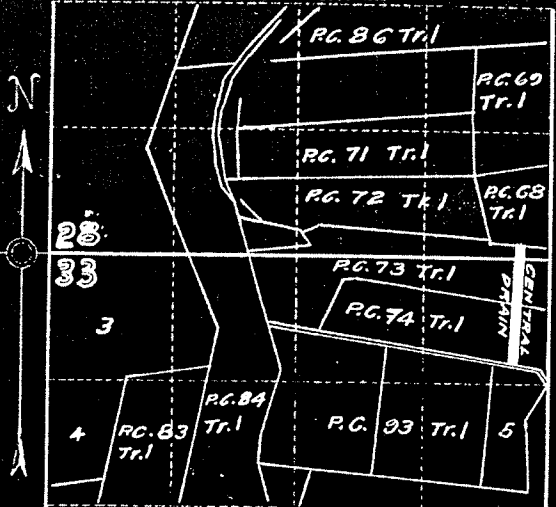 P.C. 86 Tr.1
N
P.C. 69
Tr.1
P.C. 71 Tr.1
P.C. 72 Tr.1
P.C. 68
Tr.1
28
33
P.C. 73 Tr.1
CENTRAL
DRAIN
P.C. 74 Tr.1
3
4
P.C. 83
Tr.1
P.C. 84
Tr.1
P.C. 93 Tr.1
5